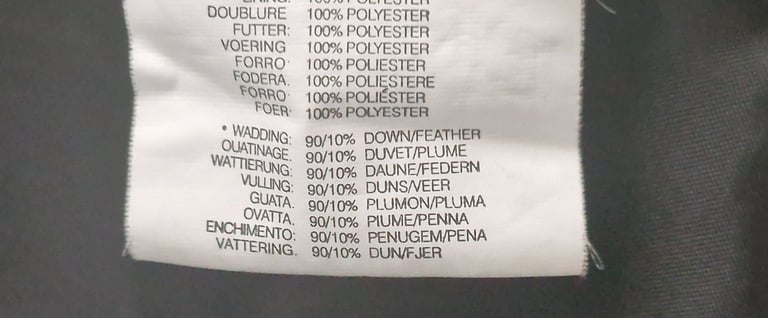 DOUBLURE 100% POLYESTER
FUTTER: 100% POLYESTER
VOERING 100% POLYESTER
FORRO 100% POLIESTER
FODERA. 100% POLIESTERE
FORRO 100% POLIÉSTER
FOER 100% POLYESTER
• WADDING: 90/10% DOWN/FEATHER
OUATINAGE. 90/10% DUVET/PLUME
WATTIERUNG: 90/10% DAUNE/FEDERN
VULLING: 90/10% DUNS/VEER
GUATA. 90/10% PLUMON/PLUMA
OVATTA. 90/10% PIUME/PENNA
ENCHIMENTO: 90/10% PENUGEM/PENA
VATTERING. 90/10% DUN/FJER